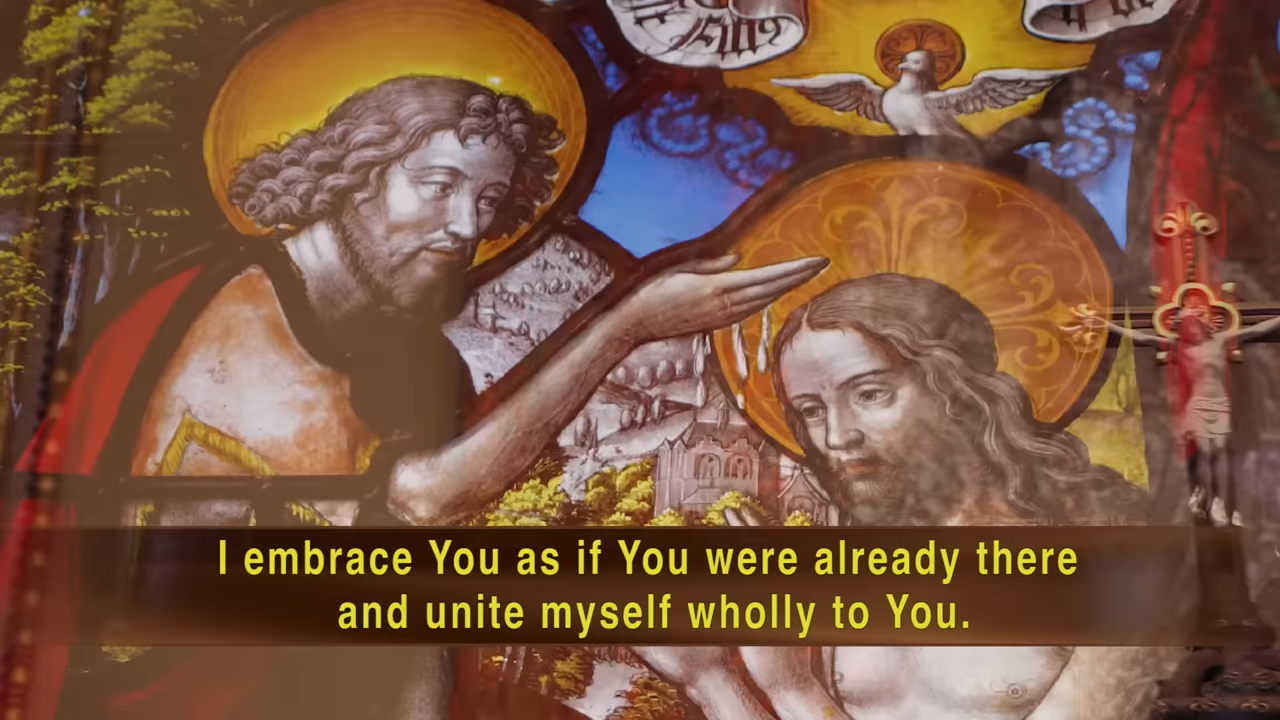 I embrace You as if You were already there
and unite myself wholly to You.